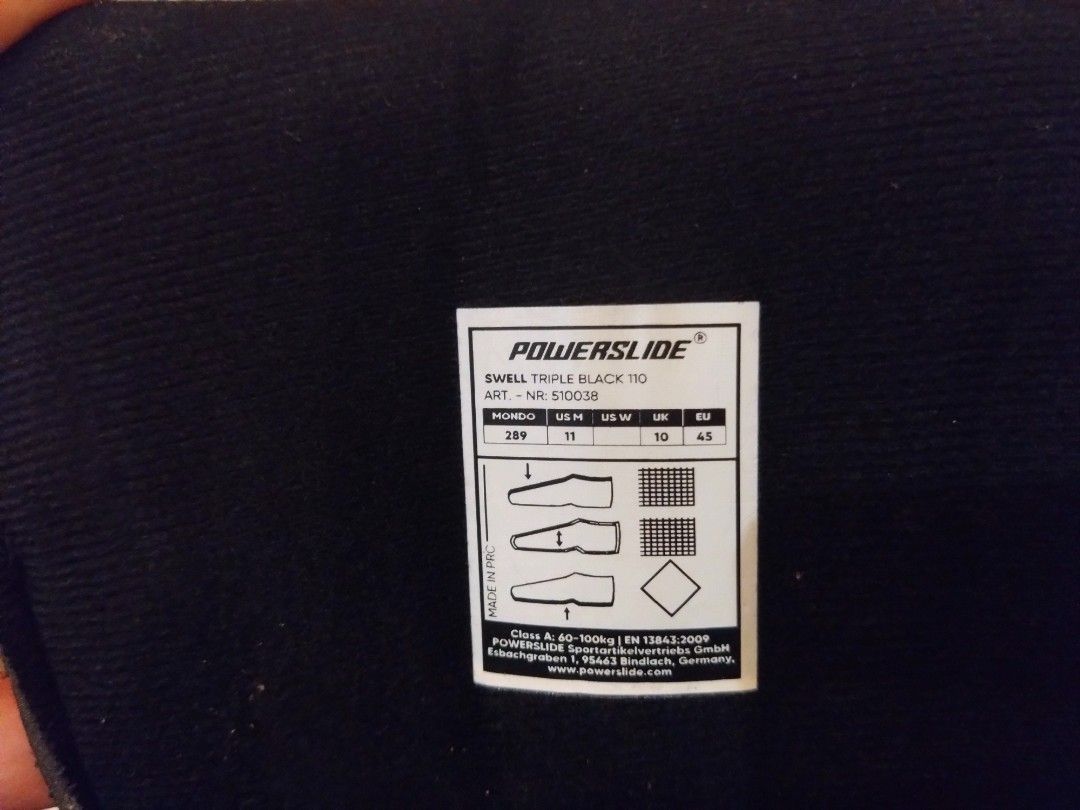 POWERSLIDE®
SWELL TRIPLE BLACK 110
ART. - NR: 510038
MONDO US M US W UK EU
289 11 10 45
MADE IN PRC
Class A: 60-100kg | EN 13843:2009
POWERSLIDE Sportartikelvertriebs GmbH
Esbachgraben 1, 95463 Bindlach, Germany,
www.powerslide.com